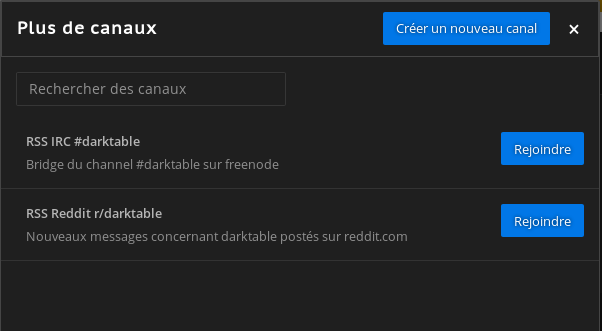 Plus de canaux
Créer un nouveau canal
×
Rechercher des canaux
RSS IRC #darktable
Rejoindre
Bridge du channel #darktable sur freenode
RSS Reddit r/darktable
Rejoindre
Nouveaux messages concernant darktable postés sur reddit.com